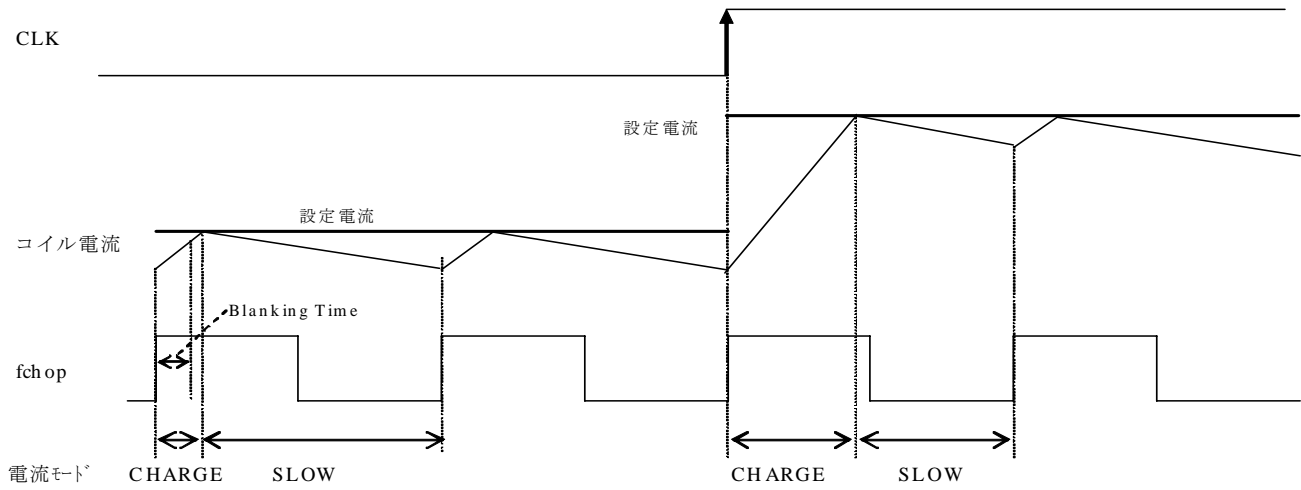 CLK
設定電流
設定電流
コイル電流
Blanking Time
fchop
電流ﾓｰﾄﾞ CHARGE SLOW CHARGE SLOW